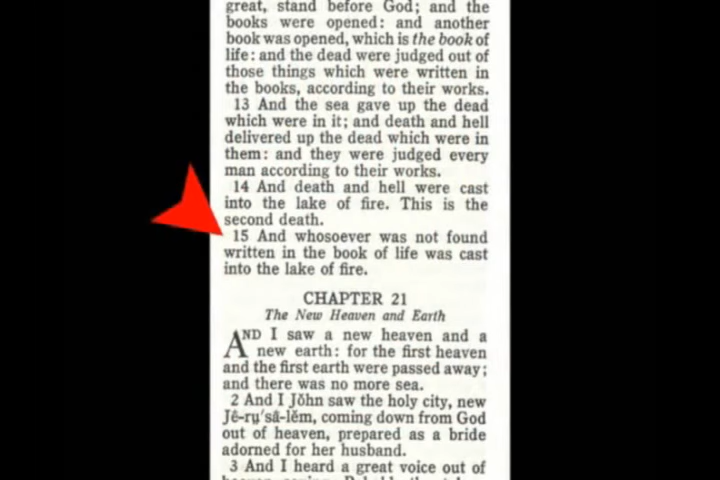 great, stand before God; and the
books were opened: and another
book was opened, which is the book of
life: and the dead were judged out of
those things which were written in
the books, according to their works.
13 And the sea gave up the dead
which were in it; and death and hell
delivered up the dead which were in
them: and they were judged every
man according to their works.
14 And death and hell were cast
into the lake of fire. This is the
second death.
15 And whosoever was not found
written in the book of life was cast
into the lake of fire.
CHAPTER 21
The New Heaven and Earth
AND I saw a new heaven and a
new earth: for the first heaven
and the first earth were passed away;
and there was no more sea.
2 And I Jŏhn saw the holy city, new
Jē-rṳ'sâ-lĕm, coming down from God
out of heaven, prepared as a bride
adorned for her husband.
3 And I heard a great voice out of